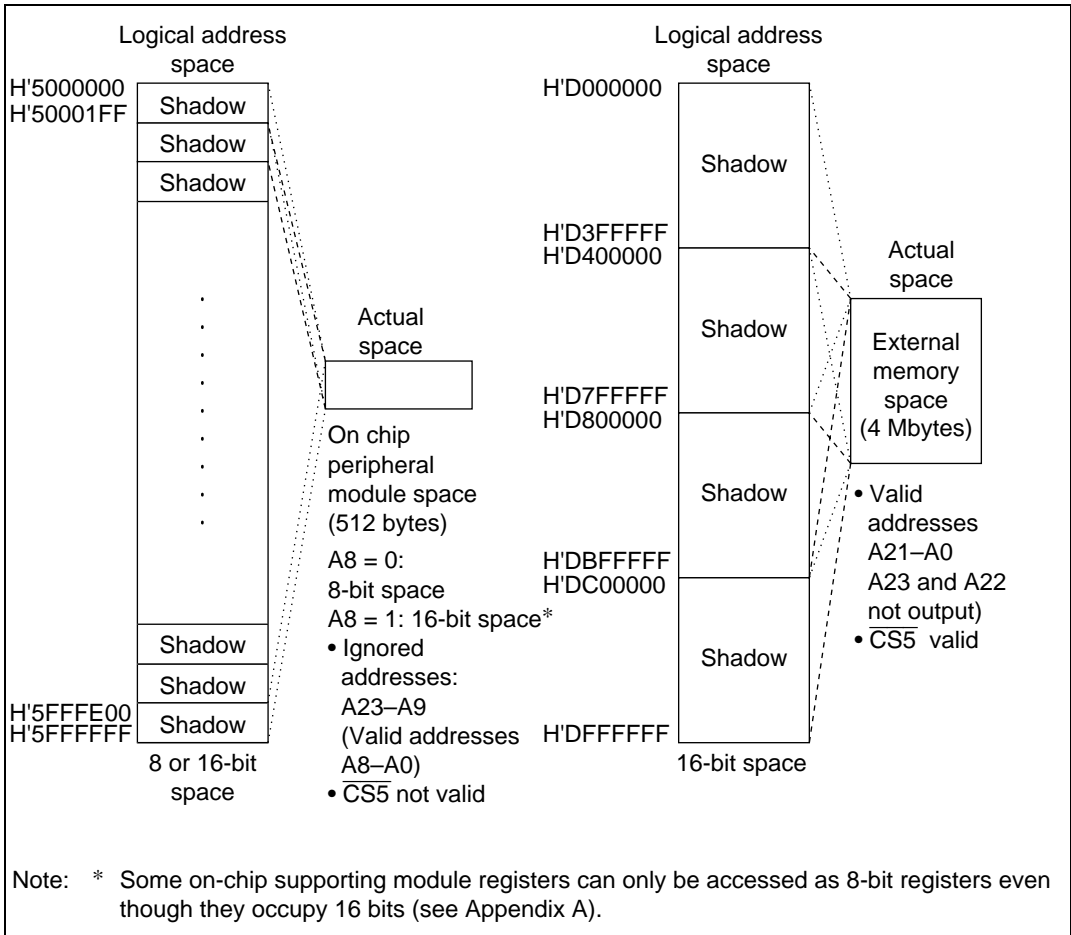 Logical address
space
H'5000000
H'50001FF
Shadow
Shadow
Shadow
Shadow
Shadow
H'5FFFE00
H'5FFFFFF
Shadow
8 or 16-bit
space
Actual
space
On chip
peripheral
module space
(512 bytes)
A8 = 0:
8-bit space
A8 = 1: 16-bit space*
• Ignored
addresses:
A23–A9
(Valid addresses
A8–A0)
• CS5 not valid
Logical address
space
H'D000000
Shadow
H'D3FFFFF
H'D400000
Shadow
H'D7FFFFF
H'D800000
Shadow
H'DBFFFFF
H'DC00000
Shadow
H'DFFFFFF
16-bit space
Actual
space
External
memory
space
(4 Mbytes)
• Valid
addresses
A21–A0
A23 and A22
not output)
• CS5 valid
Note: * Some on-chip supporting module registers can only be accessed as 8-bit registers even
though they occupy 16 bits (see Appendix A).